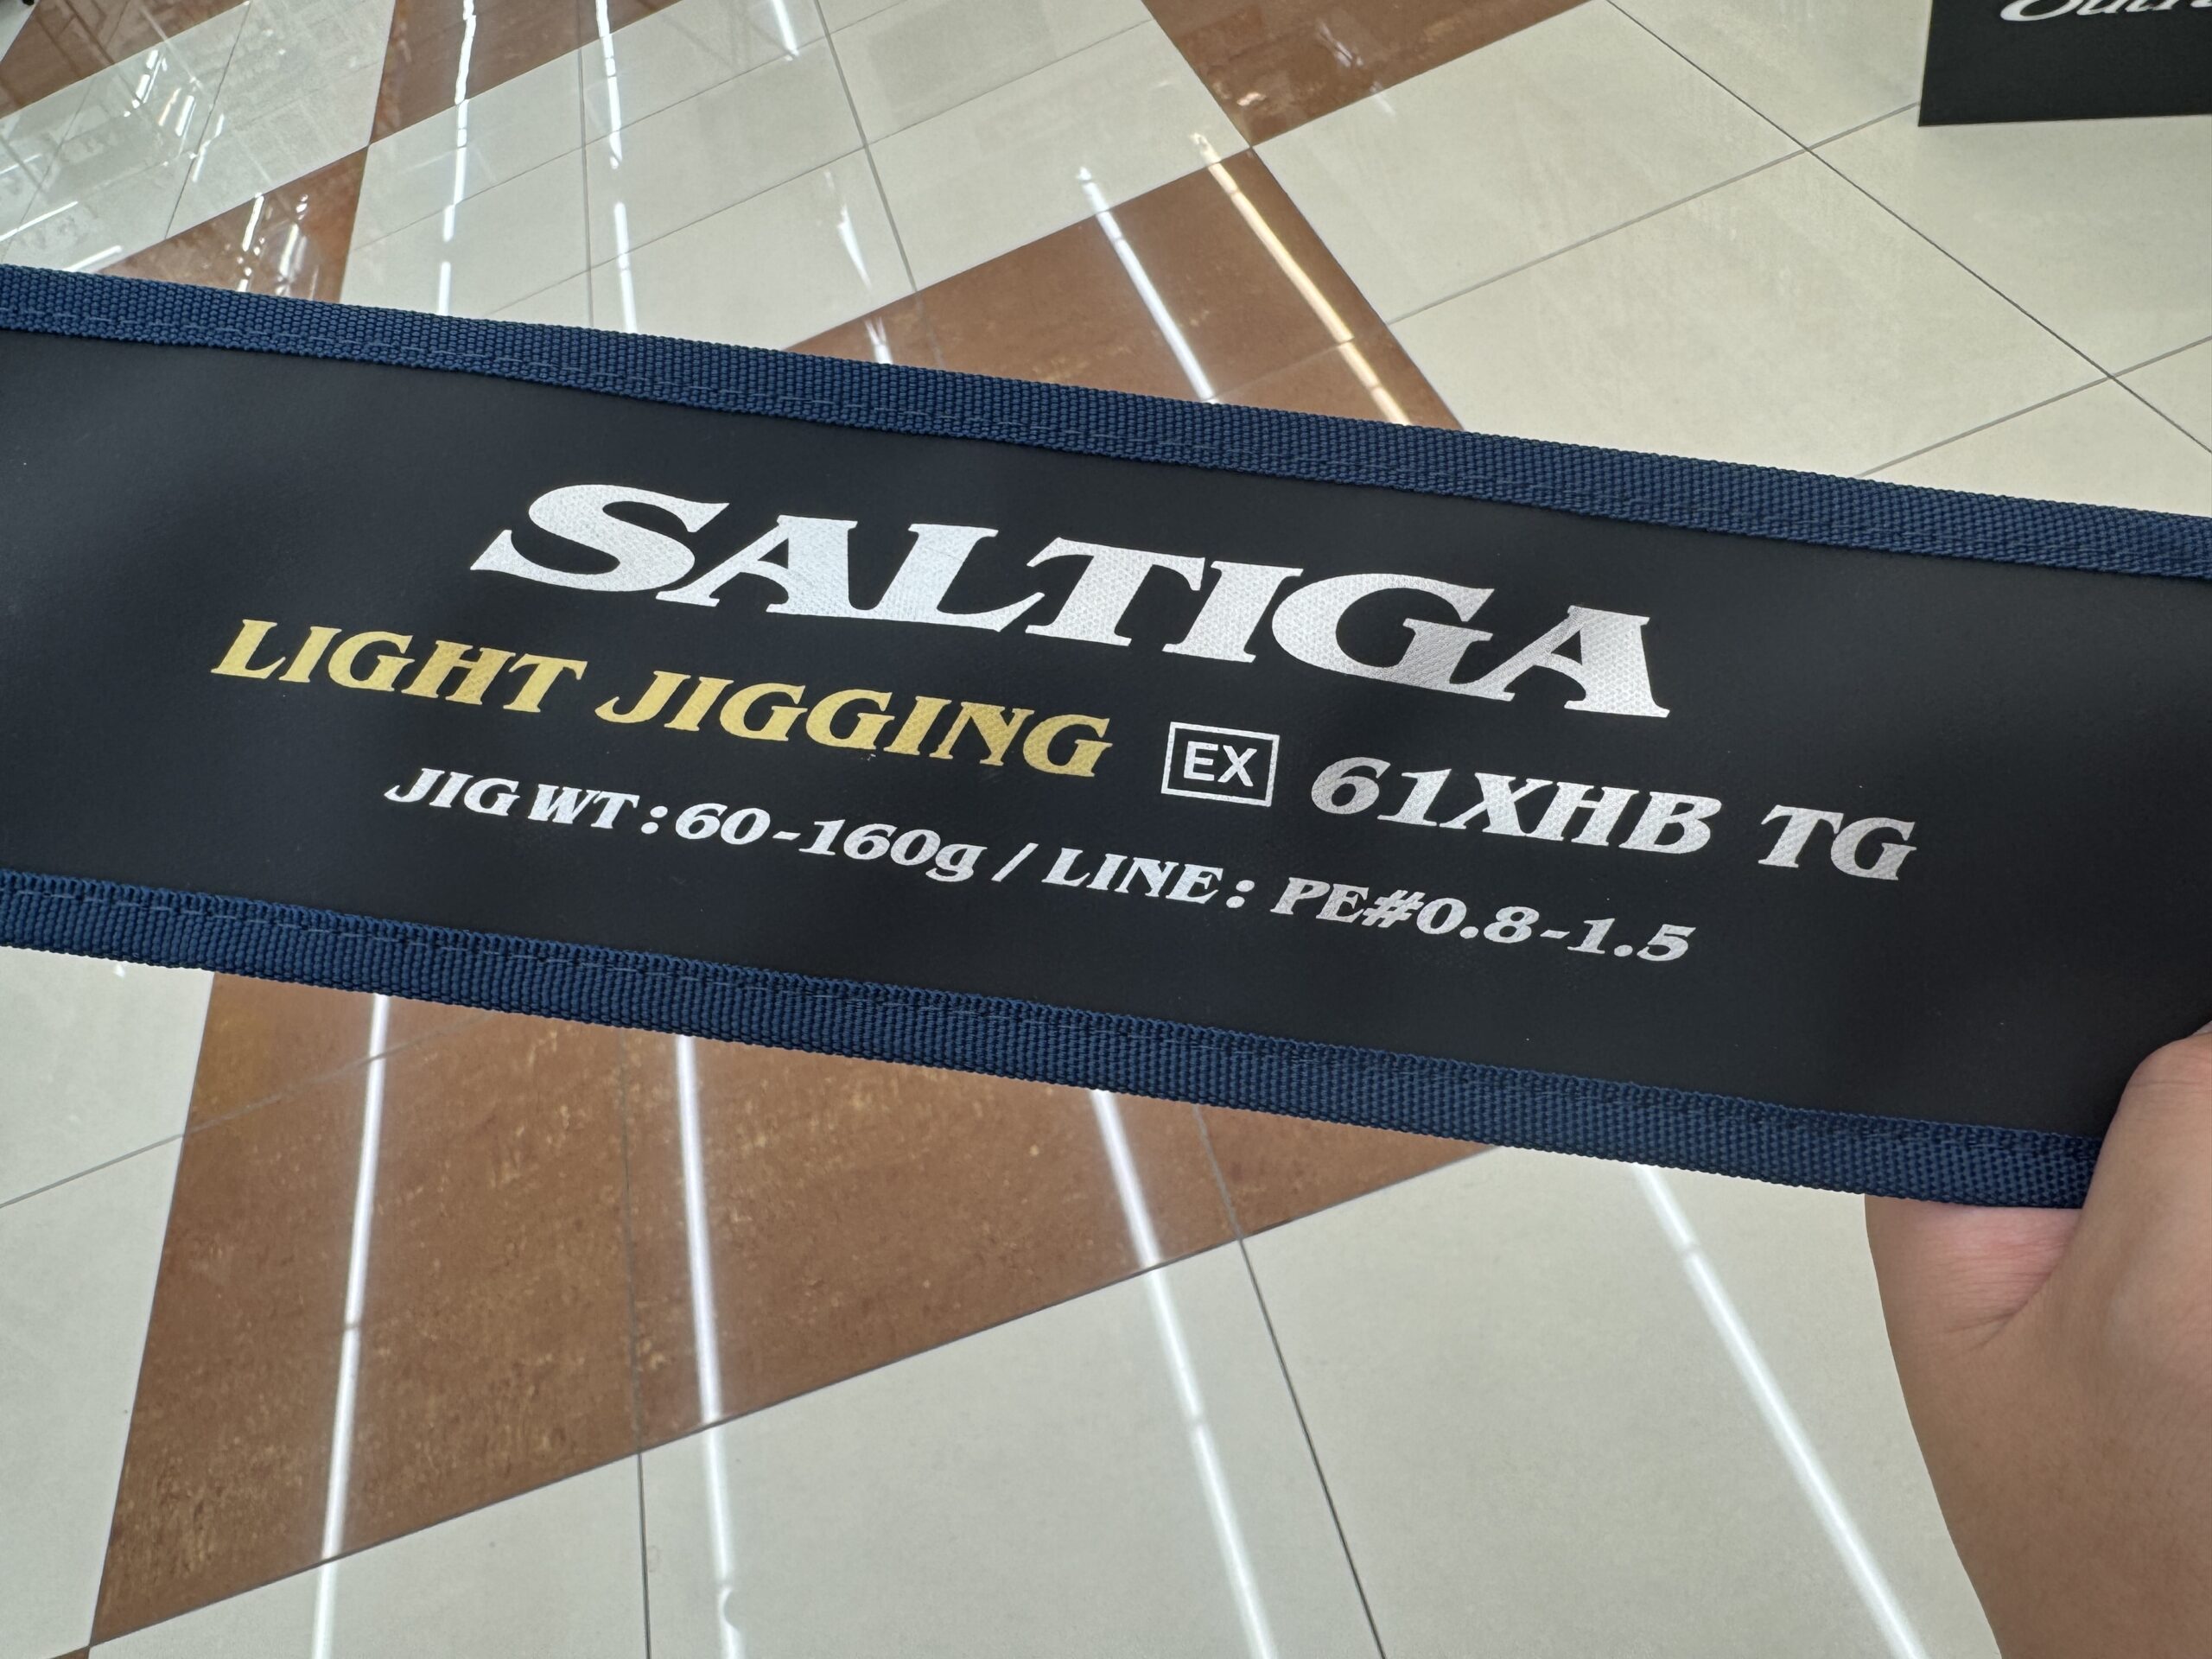 SALTIGA
LIGHT JIGGING EX 61XHB TG
JIG WT:60-160g / LINE: PE#0.8-1.5